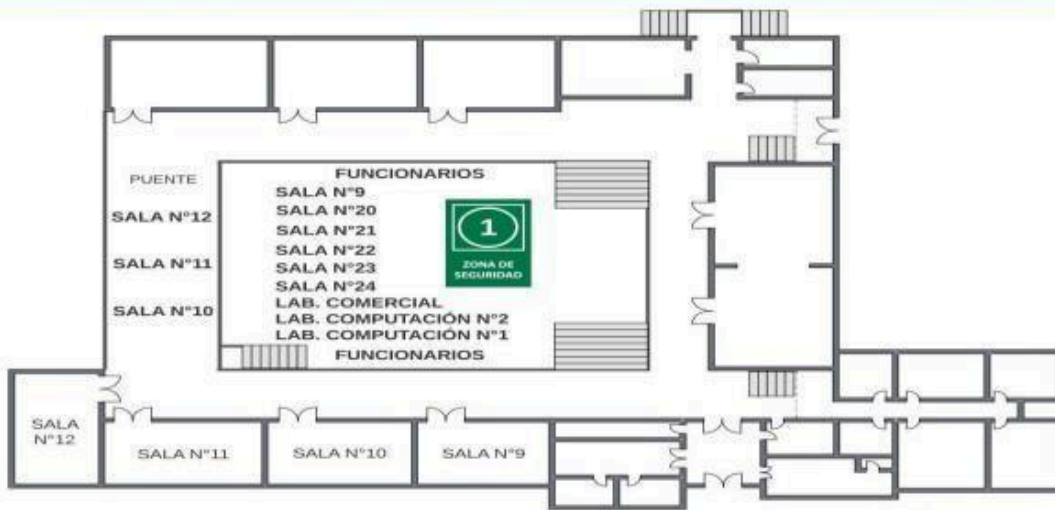 PUENTE
SALA N°12
SALA N°11
SALA N°10
FUNCIONARIOS
SALA N°9
SALA N°20
SALA N°21
SALA N°22
SALA N°23
SALA N°24
LAB. COMERCIAL
LAB. COMPUTACIÓN N°2
LAB. COMPUTACIÓN N°1
FUNCIONARIOS
1
ZONA DE
SEGURIDAD
SALA
N°12
SALA N°11
SALA N°10
SALA N°9